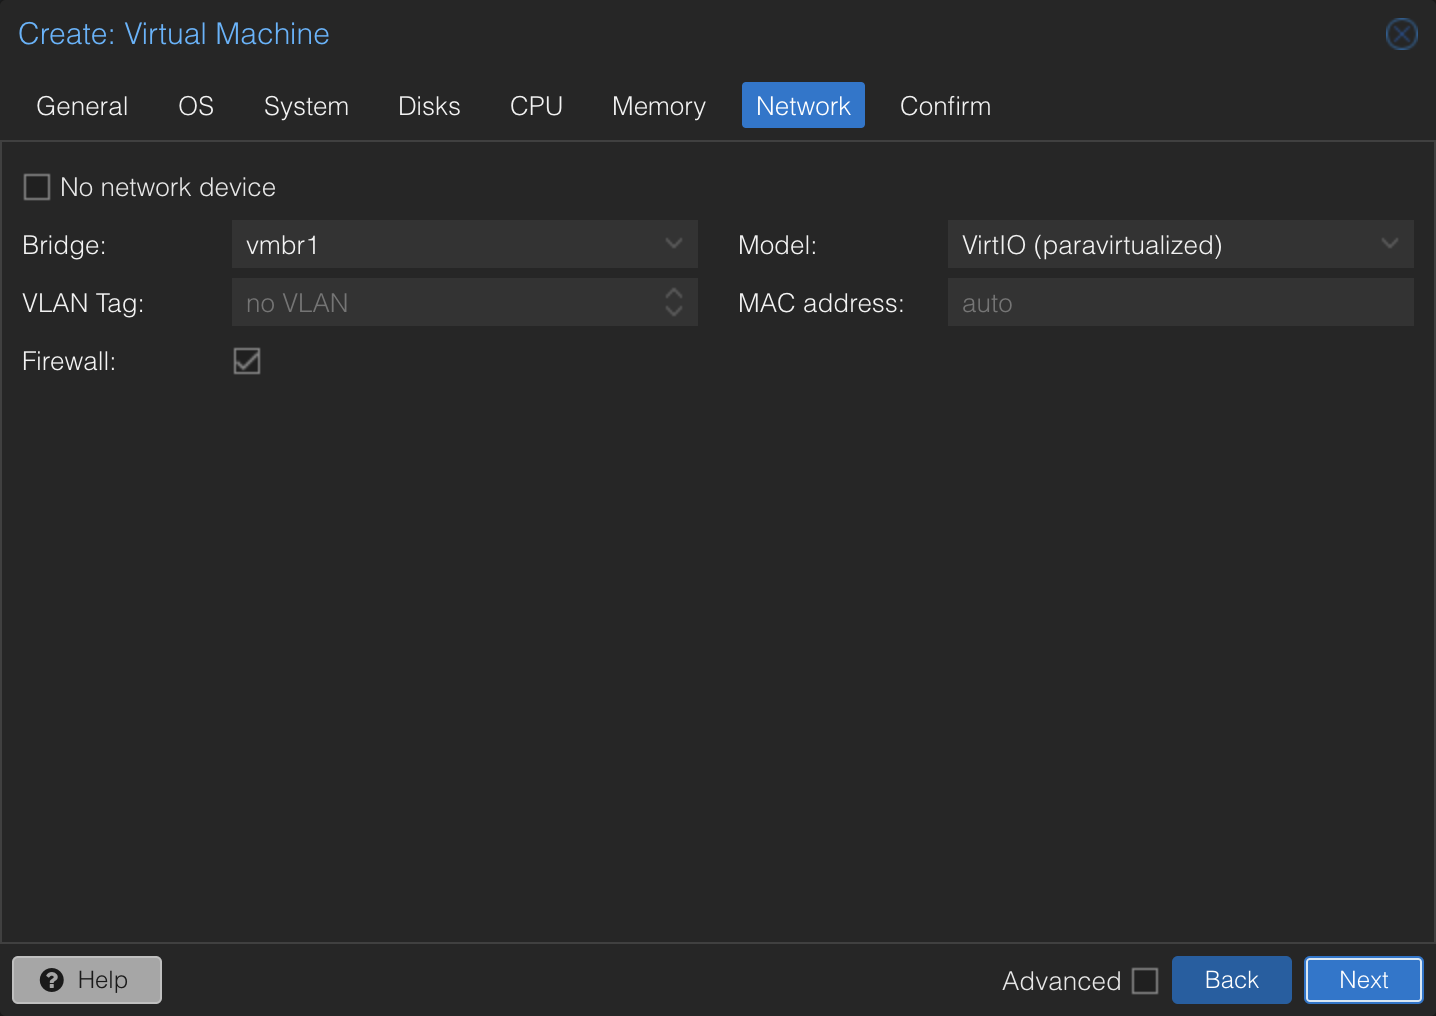 Create: Virtual Machine
General OS System Disks CPU Memory Network Confirm
No network device
Bridge: vmbr1 Model: VirtIO (paravirtualized)
VLAN Tag: no VLAN MAC address: auto
Firewall:
Help Advanced Back Next